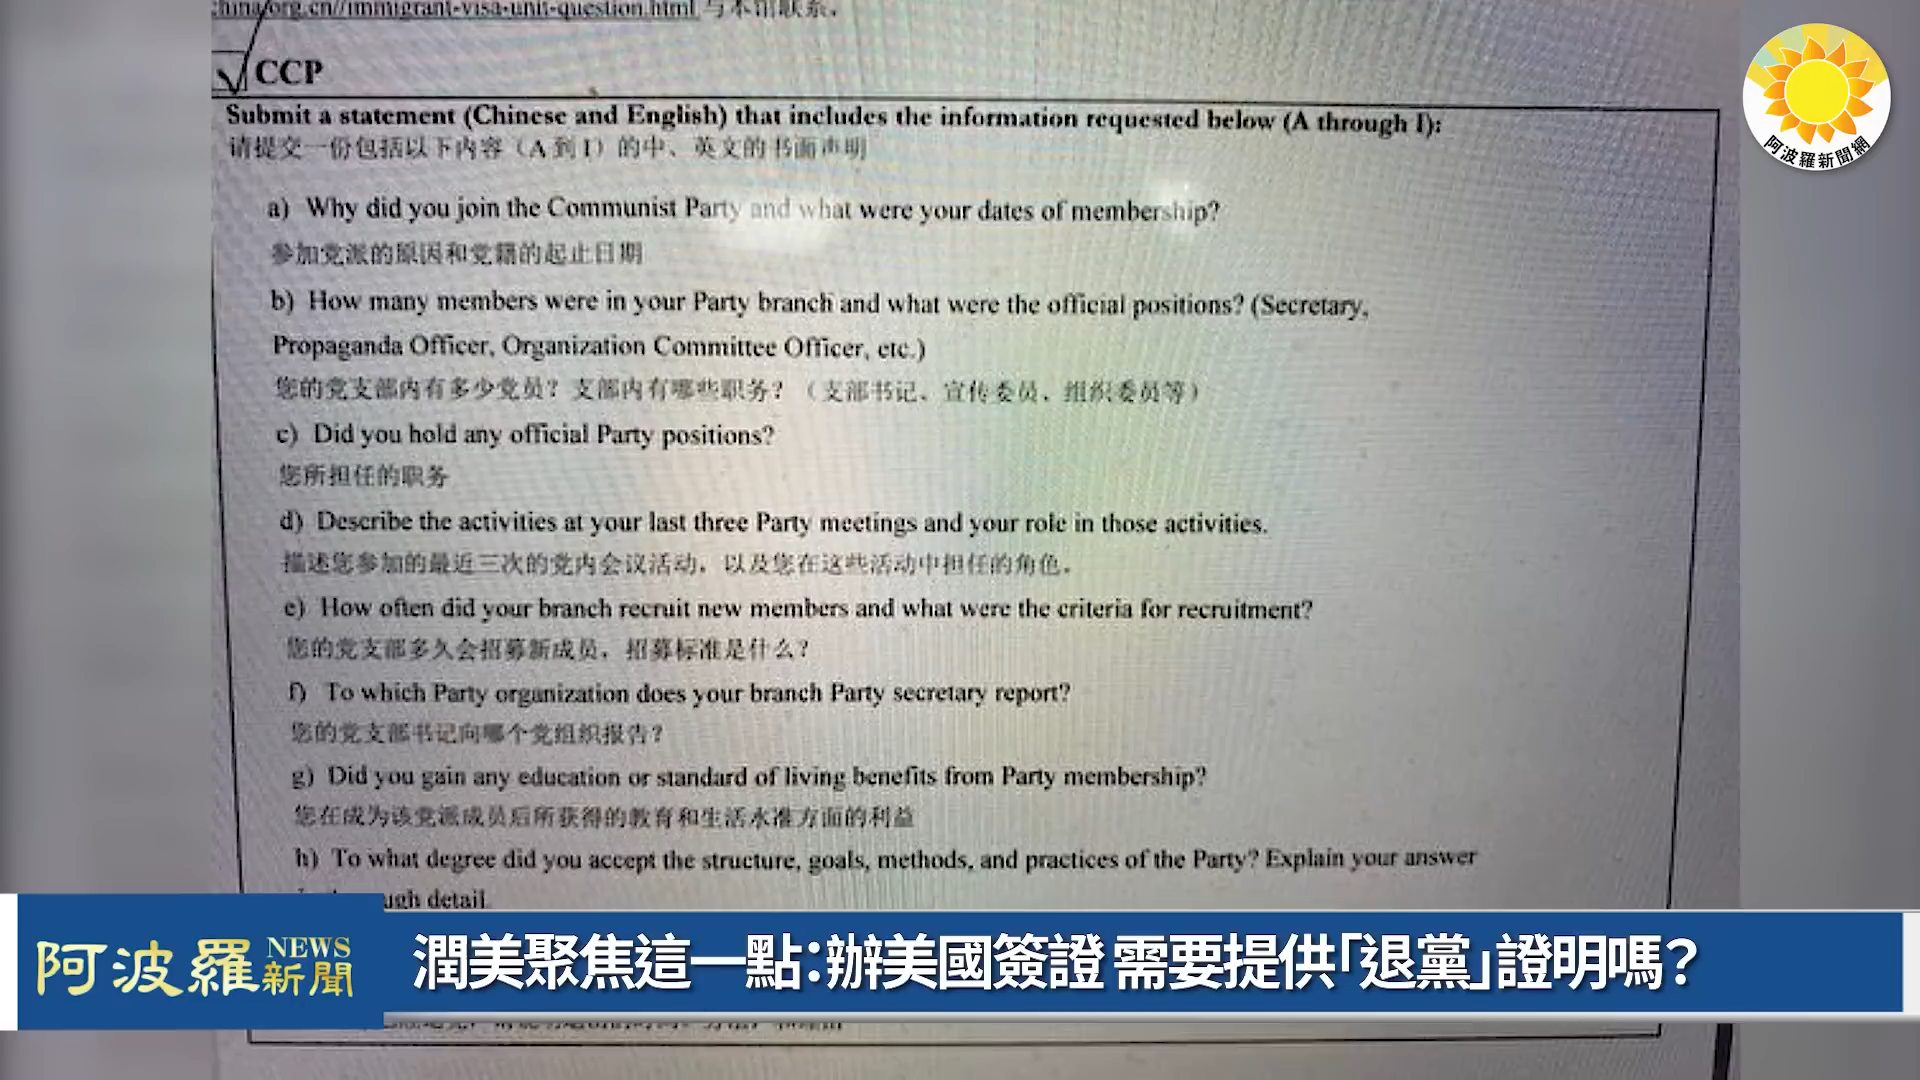 china/org.cn//immigrant-visa-unit-question.html 与本馆联系。
CCP
Submit a statement (Chinese and English) that includes the information requested below (A through I):
请提交一份包括以下内容（A 到 I）的中、英文的书面声明
a) Why did you join the Communist Party and what were your dates of membership?
参加党派的原因和党籍的起止日期
b) How many members were in your Party branch and what were the official positions? (Secretary,
Propaganda Officer, Organization Committee Officer, etc.)
您的党支部内有多少党员？支部内有哪些职务？（支部书记、宣传委员、组织委员等）
c) Did you hold any official Party positions?
您所担任的职务
d) Describe the activities at your last three Party meetings and your role in those activities.
描述您参加的最近三次的党内会议活动，以及您在这些活动中担任的角色。
e) How often did your branch recruit new members and what were the criteria for recruitment?
您的党支部多久会招募新成员，招募标准是什么？
f) To which Party organization does your branch Party secretary report?
您的党支部书记向哪个党组织报告？
g) Did you gain any education or standard of living benefits from Party membership?
您在成为该党派成员后所获得的教育和生活水准方面的利益
h) To what degree did you accept the structure, goals, methods, and practices of the Party? Explain your answer
detail.
阿波羅新聞網
阿波羅 NEWS 新聞
潤美聚焦這一點:辦美國簽證 需要提供「退黨」證明嗎?